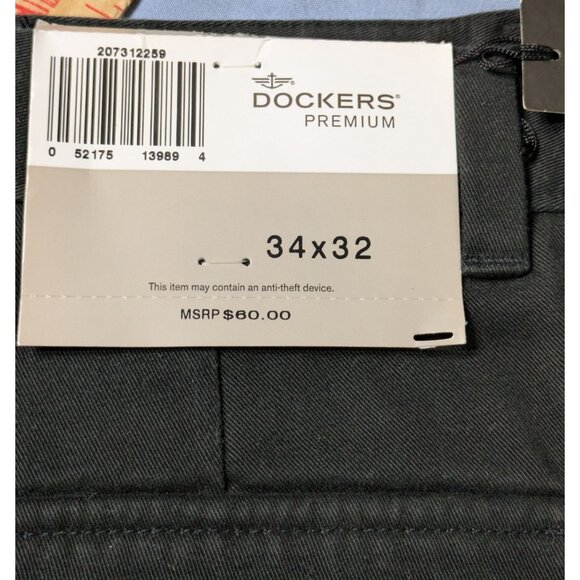 207312259
0 52175 13989 4
DOCKERS®
PREMIUM
34x32
This item may contain an anti-theft device.
MSRP $60.00